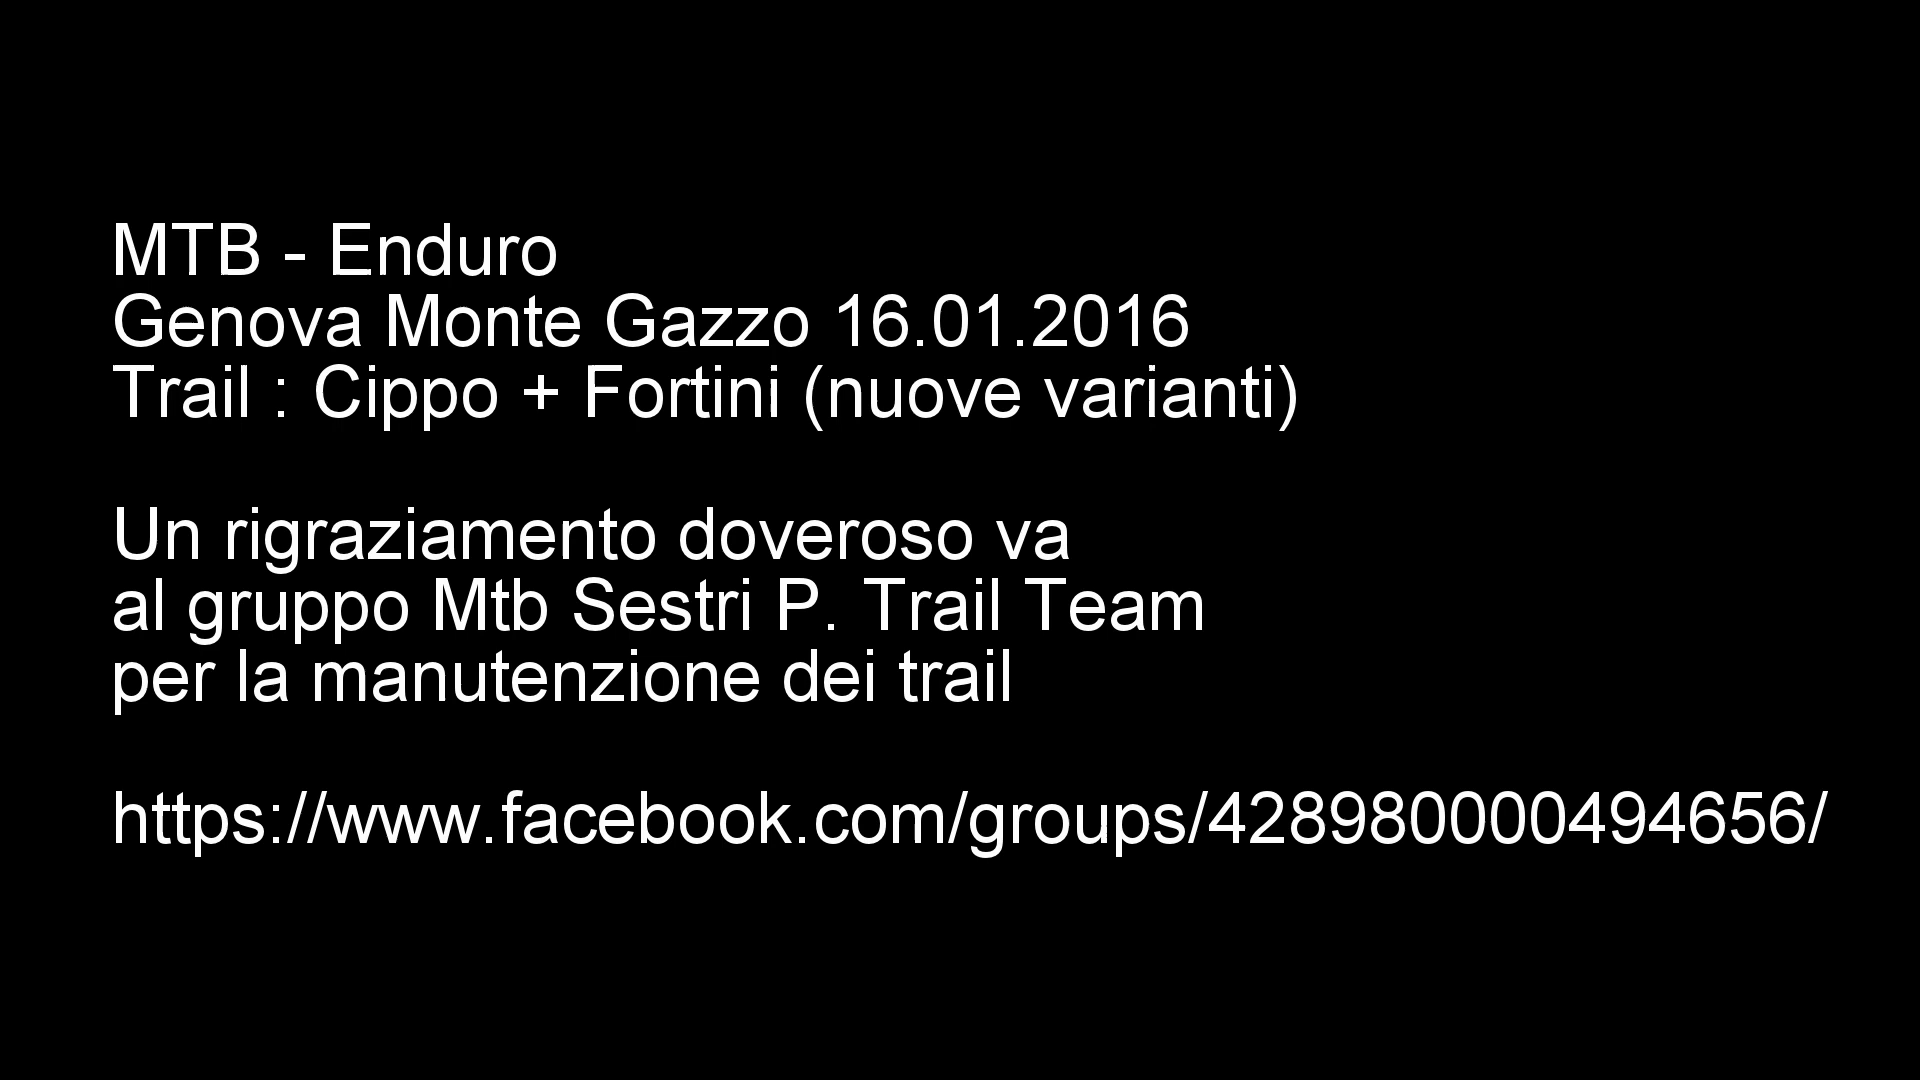 MTB - Enduro
Genova Monte Gazzo 16.01.2016
Trail : Cippo + Fortini (nuove varianti)
Un rigraziamento doveroso va
al gruppo Mtb Sestri P. Trail Team
per la manutenzione dei trail
https://www.facebook.com/groups/428980000494656/